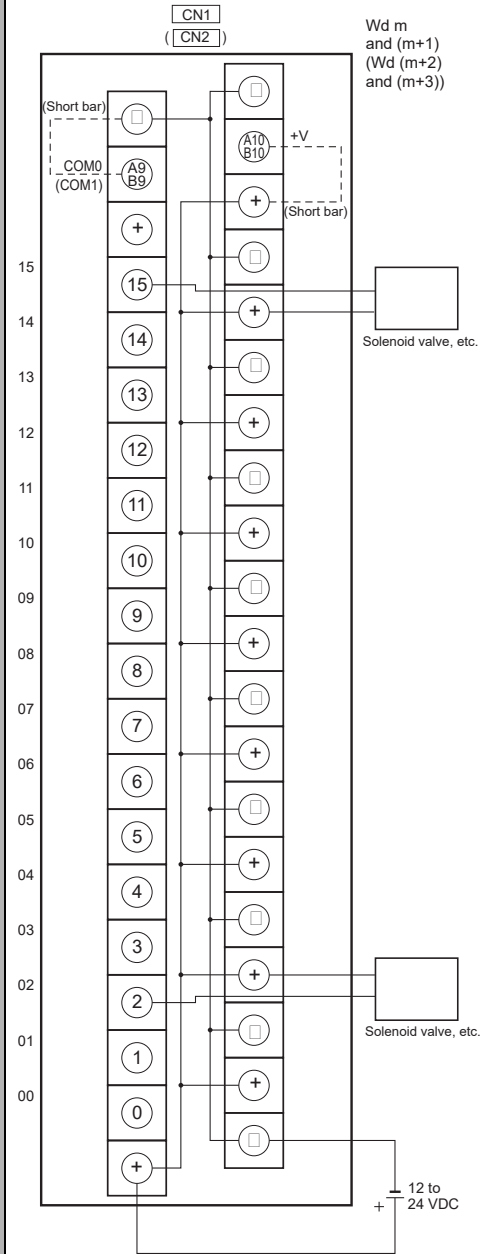 CN1
( CN2 )
Wd m
and (m+1)
(Wd (m+2)
and (m+3))
(Short bar)
COM0
(COM1)
A9
B9
A10
B10
+V
(Short bar)
+
+
15
15
Solenoid valve, etc.
+
14
14
13
13
+
12
12
11
11
+
10
10
09
9
+
08
8
07
7
+
06
6
05
5
+
04
4
03
3
+
02
2
Solenoid valve, etc.
01
1
+
00
0
+
+
12 to
24 VDC